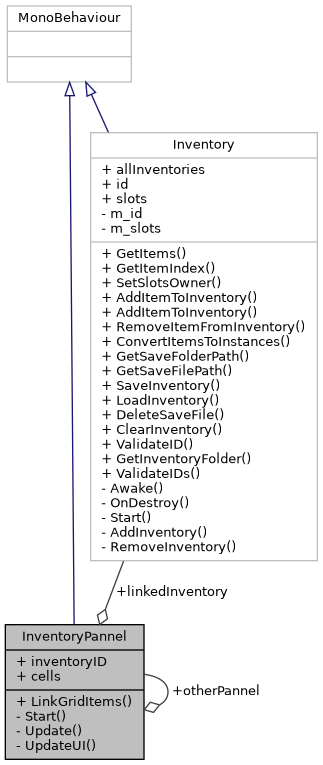 MonoBehaviour
Inventory
+ allInventories
+ id
+ slots
- m_id
- m_slots
+ GetItems()
+ GetItemIndex()
+ SetSlotsOwner()
+ AddItemToInventory()
+ AddItemToInventory()
+ RemoveItemFromInventory()
+ ConvertItemsToInstances()
+ GetSaveFolderPath()
+ GetSaveFilePath()
+ SaveInventory()
+ LoadInventory()
+ DeleteSaveFile()
+ ClearInventory()
+ ValidateID()
+ GetInventoryFolder()
+ ValidateIDs()
- Awake()
- OnDestroy()
- Start()
- AddInventory()
- RemoveInventory()
+linkedInventory
InventoryPannel
+ inventoryID
+ cells
+ LinkGridItems()
- Start()
- Update()
- UpdateUI()
+otherPannel